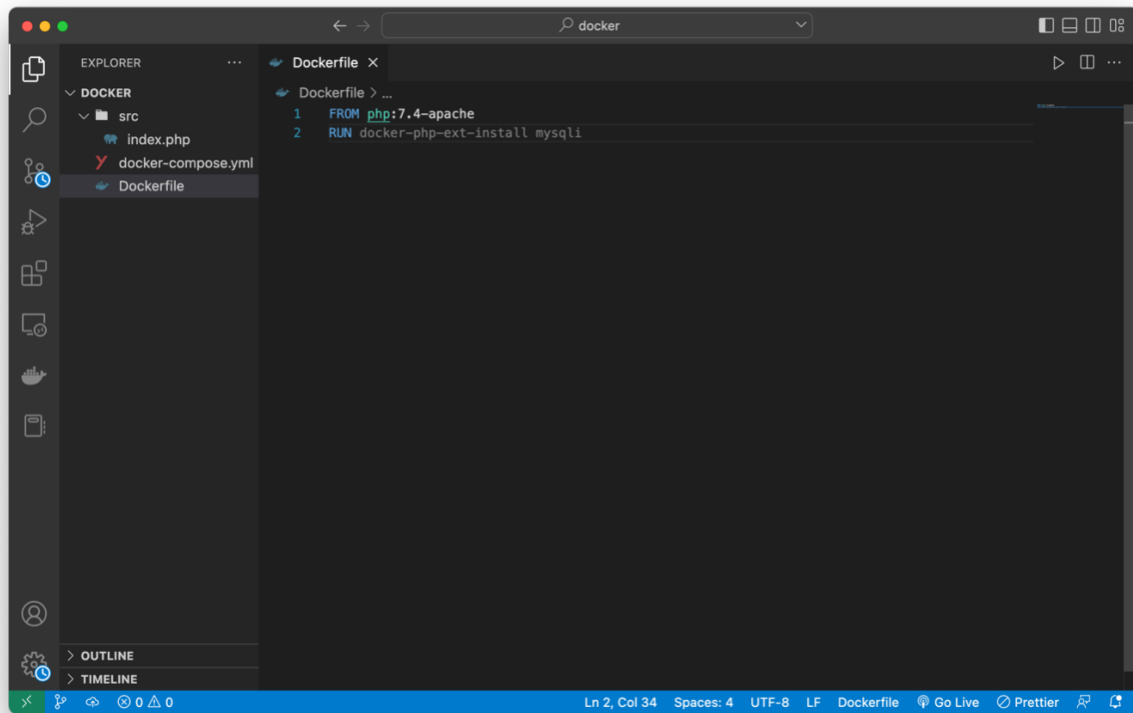 docker
EXPLORER
Dockerfile
DOCKER
src
index.php
docker-compose.yml
Dockerfile
Dockerfile > ...
1 FROM php:7.4-apache
2 RUN docker-php-ext-install mysqli
OUTLINE
TIMELINE
0 0
Ln 2, Col 34 Spaces: 4 UTF-8 LF Dockerfile Go Live Prettier